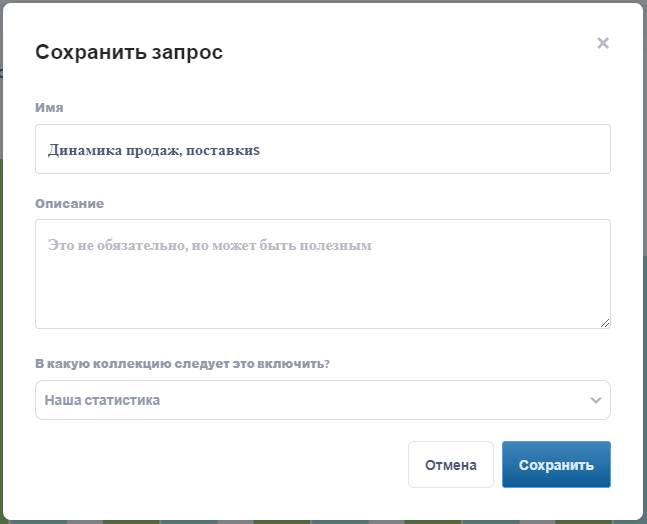 Сохранить запрос
×
Имя
Динамика продаж, поставкиs
Описание
Это не обязательно, но может быть полезным
В какую коллекцию следует это включить?
Наша статистика
Отмена
Сохранить